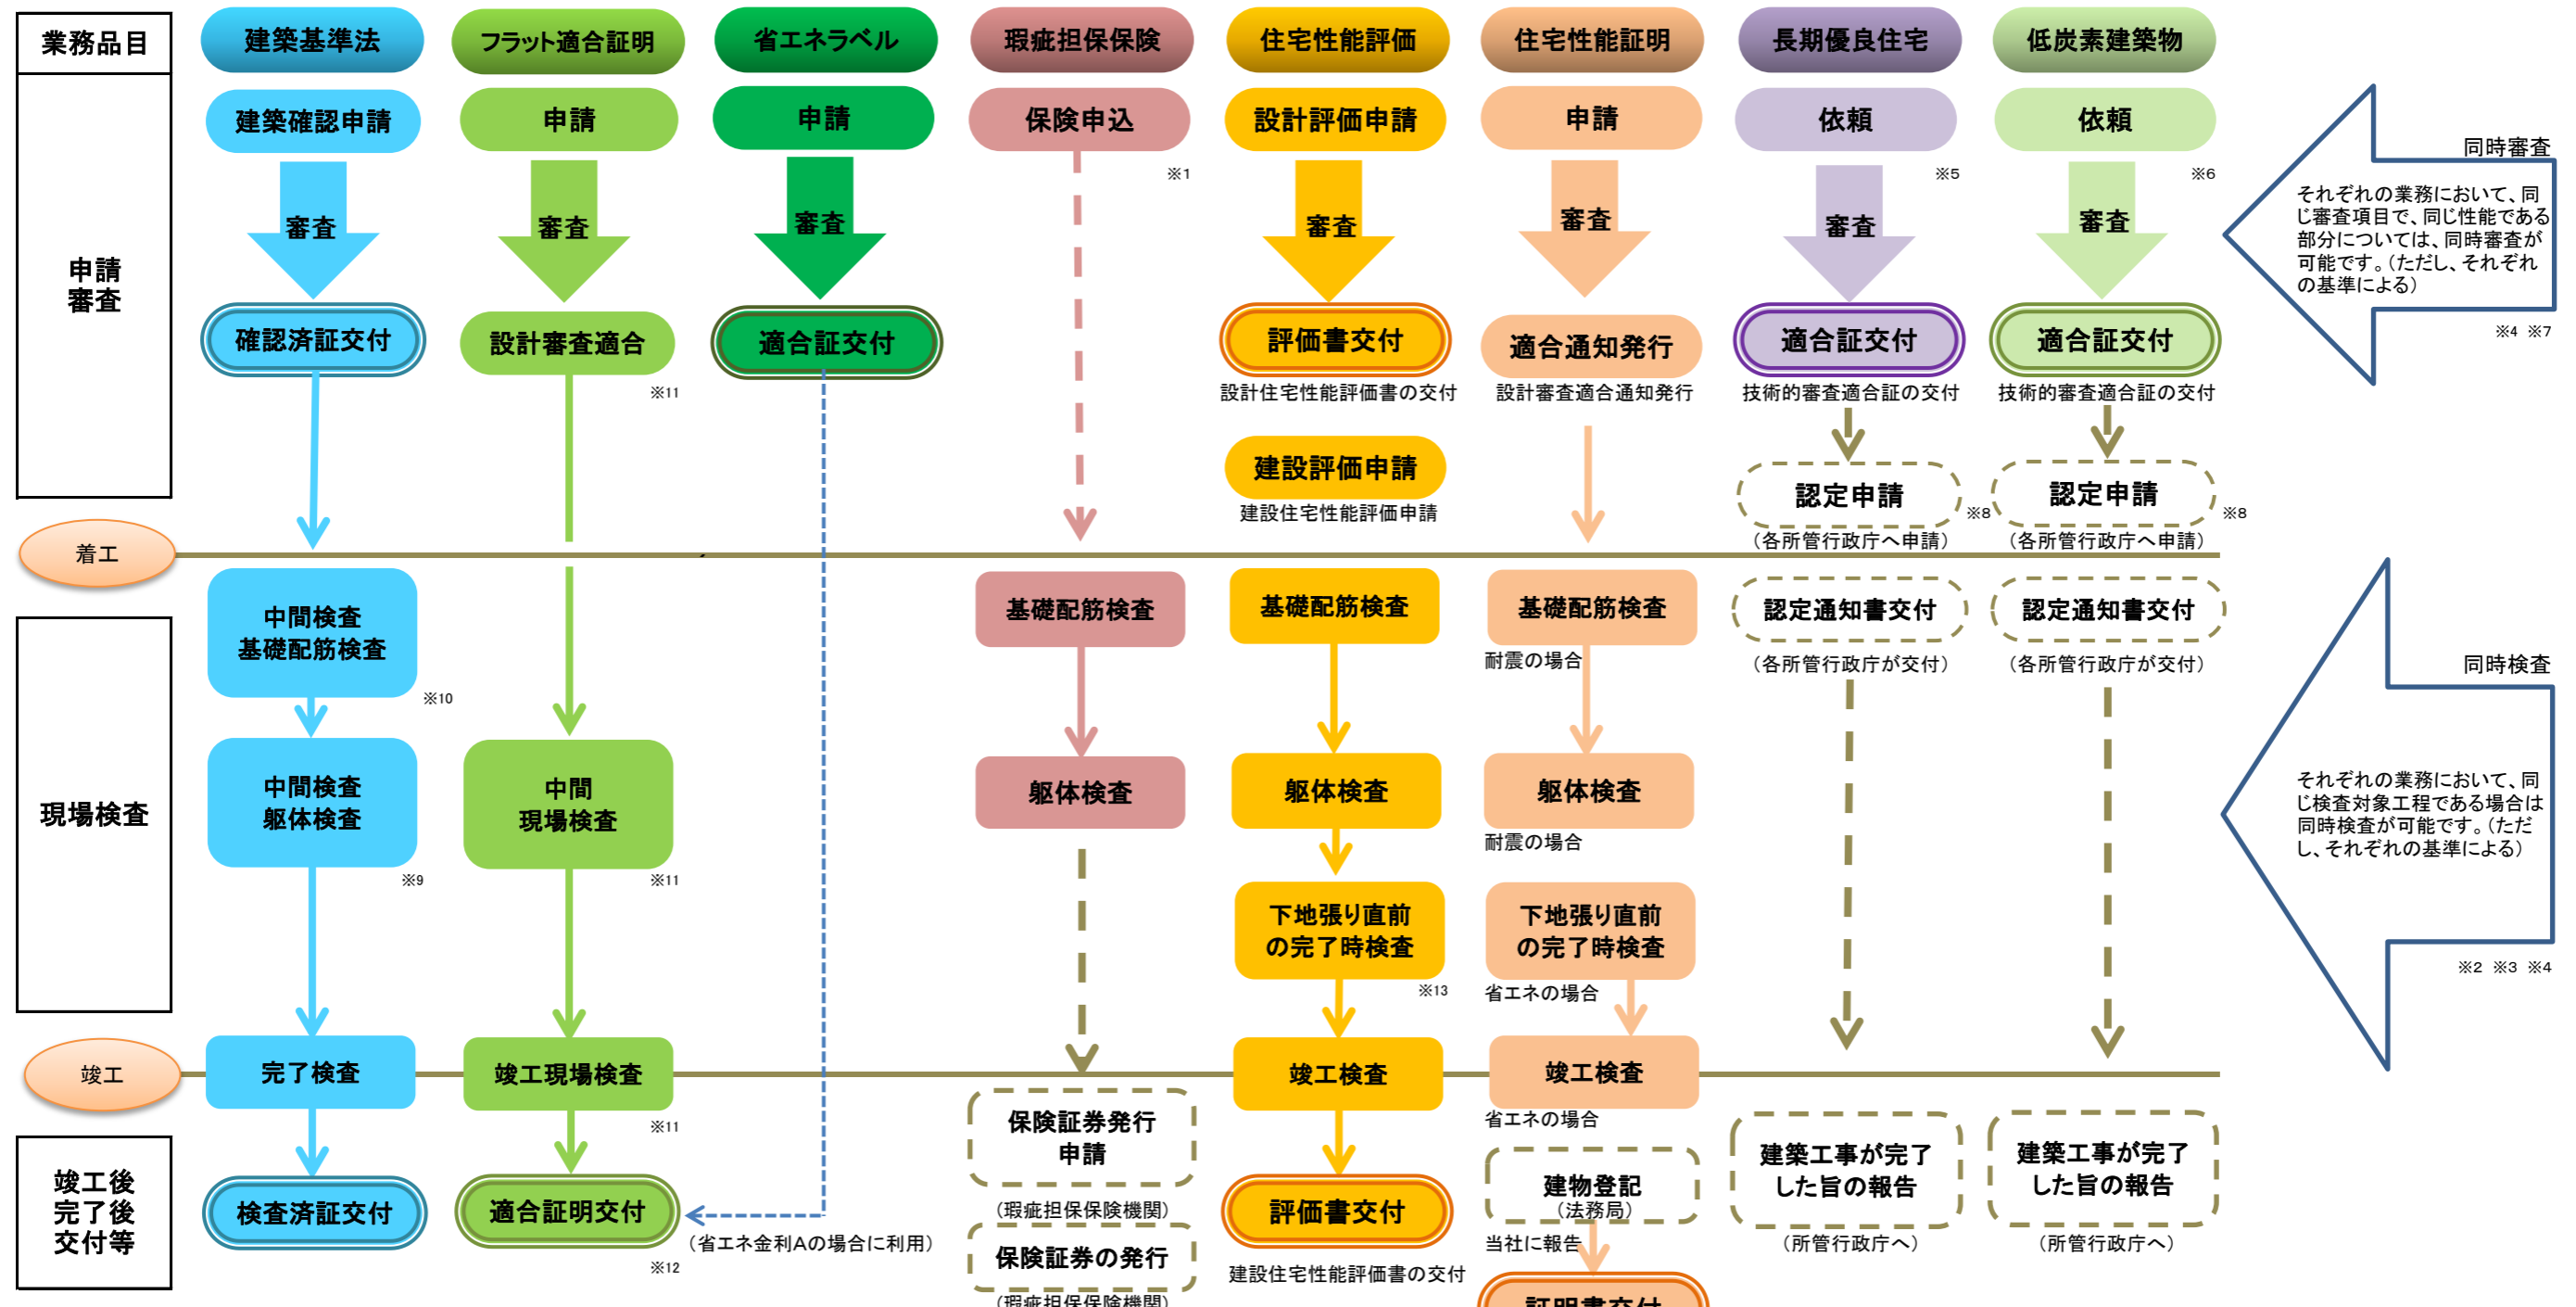 業務品目
建築基準法
フラット適合証明
省エネラベル
瑕疵担保保険
住宅性能評価
住宅性能証明
長期優良住宅
低炭素建築物
申請
審査
建築確認申請
申請
申請
保険申込
設計評価申請
申請
依頼
依頼
※1
※5
※6
審査
審査
審査
審査
審査
審査
審査
同時審査
それぞれの業務において、同
じ審査項目で、同じ性能である
部分については、同時審査が
可能です。(ただし、それぞれ
の基準による)
※4 ※7
確認済証交付
設計審査適合
※11
適合証交付
評価書交付
設計住宅性能評価書の交付
適合通知発行
設計審査適合通知発行
適合証交付
技術的審査適合証の交付
適合証交付
技術的審査適合証の交付
建設評価申請
建設住宅性能評価申請
認定申請
※8
(各所管行政庁へ申請)
認定申請
※8
(各所管行政庁へ申請)
着工
現場検査
中間検査
基礎配筋検査
※10
基礎配筋検査
基礎配筋検査
基礎配筋検査
耐震の場合
認定通知書交付
(各所管行政庁が交付)
認定通知書交付
(各所管行政庁が交付)
中間検査
躯体検査
※9
中間
現場検査
※11
躯体検査
躯体検査
躯体検査
耐震の場合
下地張り直前
の完了時検査
※13
下地張り直前
の完了時検査
省エネの場合
同時検査
それぞれの業務において、同
じ検査対象工程である場合は
同時検査が可能です。(ただ
し、それぞれの基準による)
※2 ※3 ※4
竣工
完了検査
竣工現場検査
※11
竣工検査
竣工検査
省エネの場合
竣工後
完了後
交付等
検査済証交付
適合証明交付
※12
(省エネ金利Aの場合に利用)
保険証券発行
申請
(瑕疵担保保険機関)
保険証券の発行
(瑕疵担保保険機関)
評価書交付
建設住宅性能評価書の交付
建物登記
(法務局)
当社に報告
証明書交付
建築工事が完了
した旨の報告
(所管行政庁へ)
建築工事が完了
した旨の報告
(所管行政庁へ)